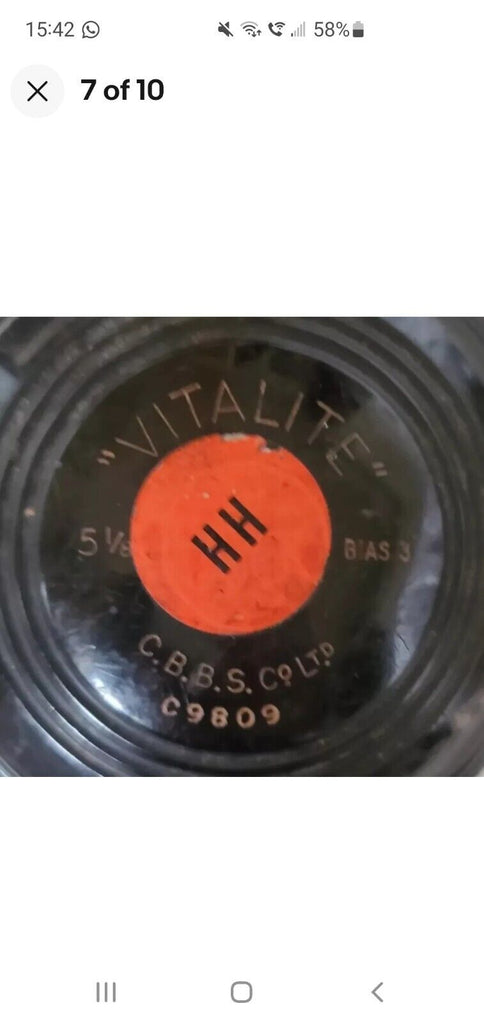 15:42 58%
7 of 10
"VITALITE"
5 1/8
HH
BIAS 3
C.B.B.S. Cº LTD
C9809